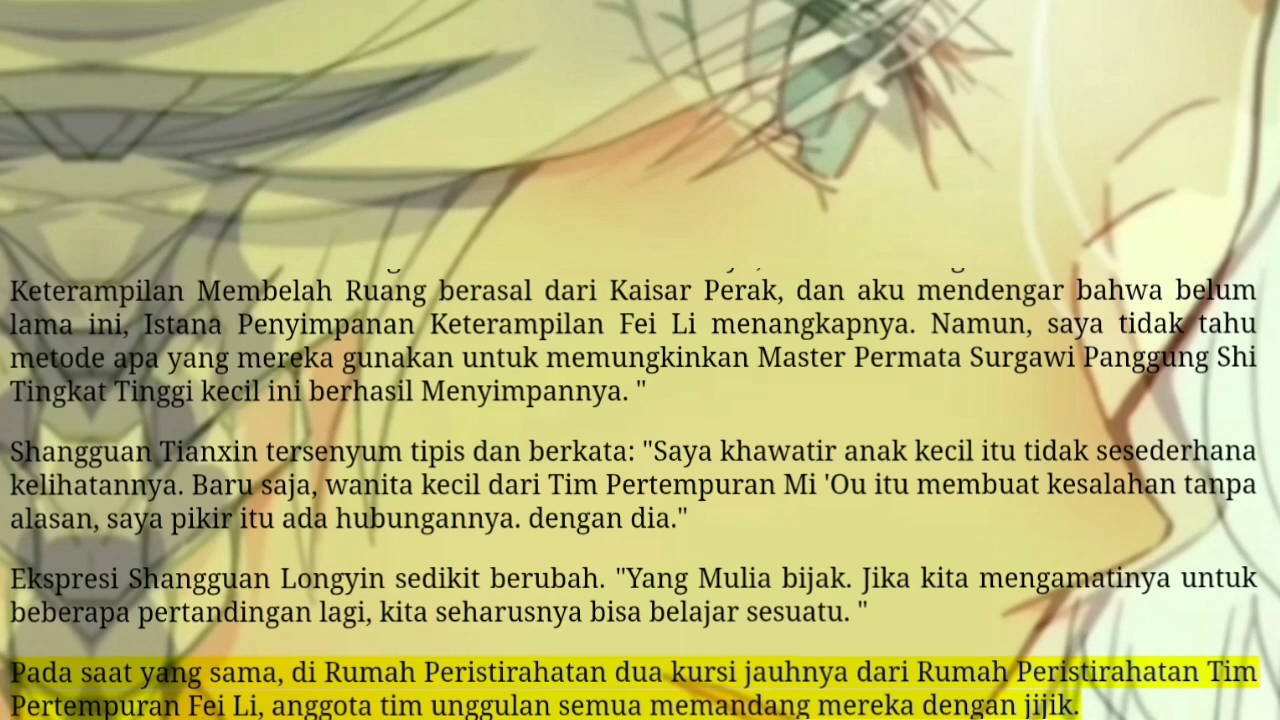 Keterampilan Membelah Ruang berasal dari Kaisar Perak, dan aku mendengar bahwa belum
lama ini, Istana Penyimpanan Keterampilan Fei Li menangkapnya. Namun, saya tidak tahu
metode apa yang mereka gunakan untuk memungkinkan Master Permata Surgawi Panggung Shi
Tingkat Tinggi kecil ini berhasil Menyimpannya. "
Shangguan Tianxin tersenyum tipis dan berkata: "Saya khawatir anak kecil itu tidak sesederhana
kelihatannya. Baru saja, wanita kecil dari Tim Pertempuran Mi 'Ou itu membuat kesalahan tanpa
alasan, saya pikir itu ada hubungannya. dengan dia."
Ekspresi Shangguan Longyin sedikit berubah. "Yang Mulia bijak. Jika kita mengamatinya untuk
beberapa pertandingan lagi, kita seharusnya bisa belajar sesuatu. "
Pada saat yang sama, di Rumah Peristirahatan dua kursi jauhnya dari Rumah Peristirahatan Tim
Pertempuran Fei Li, anggota tim unggulan semua memandang mereka dengan jijik.